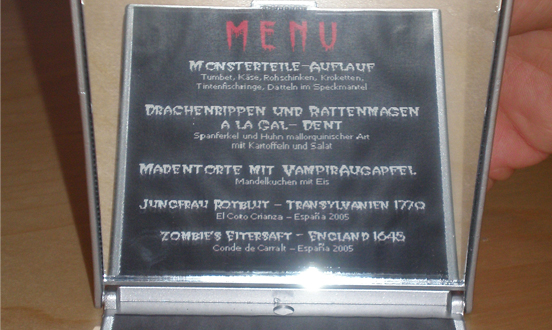 MENU
MONSTERTEILE-AUFLAUF
Tumbet, Käse, Rohschinken, Kroketten,
Tintenfischringe, Datteln im Speckmantel
DRACHENRIPPEN UND RATTENMAGEN
A LA GAL- DENT
Spanferkel und Huhn mallorquinischer Art
mit Kartoffeln und Salat
MADENTORTE MIT VAMPIRAUGAPFEL
Mandelkuchen mit Eis
JUNGFRAU ROTBLUT - TRANSYLVANIEN 1770
El Coto Crianza - España 2005
ZOMBIE'S EITERSAFT - ENGLAND 1645
Conde de Carralt - España 2005